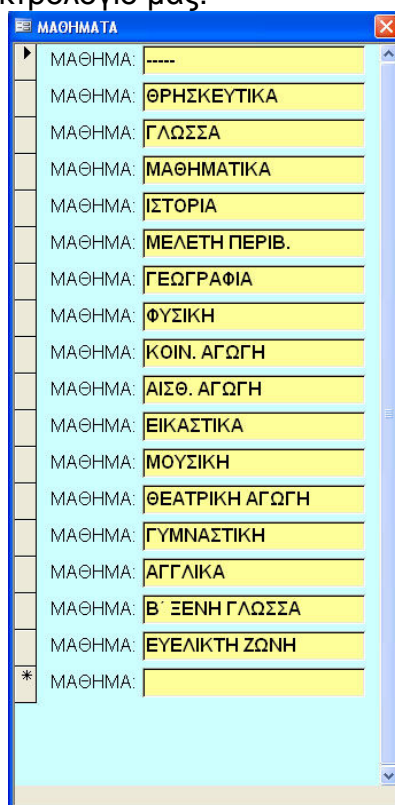 μας.
ΜΑΘΗΜΑΤΑ
ΜΑΘΗΜΑ: -----
ΜΑΘΗΜΑ: ΘΡΗΣΚΕΥΤΙΚΑ
ΜΑΘΗΜΑ: ΓΛΩΣΣΑ
ΜΑΘΗΜΑ: ΜΑΘΗΜΑΤΙΚΑ
ΜΑΘΗΜΑ: ΙΣΤΟΡΙΑ
ΜΑΘΗΜΑ: ΜΕΛΕΤΗ ΠΕΡΙΒ.
ΜΑΘΗΜΑ: ΓΕΩΓΡΑΦΙΑ
ΜΑΘΗΜΑ: ΦΥΣΙΚΗ
ΜΑΘΗΜΑ: ΚΟΙΝ. ΑΓΩΓΗ
ΜΑΘΗΜΑ: ΑΙΣΘ. ΑΓΩΓΗ
ΜΑΘΗΜΑ: ΕΙΚΑΣΤΙΚΑ
ΜΑΘΗΜΑ: ΜΟΥΣΙΚΗ
ΜΑΘΗΜΑ: ΘΕΑΤΡΙΚΗ ΑΓΩΓΗ
ΜΑΘΗΜΑ: ΓΥΜΝΑΣΤΙΚΗ
ΜΑΘΗΜΑ: ΑΓΓΛΙΚΑ
ΜΑΘΗΜΑ: Β΄ ΞΕΝΗ ΓΛΩΣΣΑ
ΜΑΘΗΜΑ: ΕΥΕΛΙΚΤΗ ΖΩΝΗ
* ΜΑΘΗΜΑ: